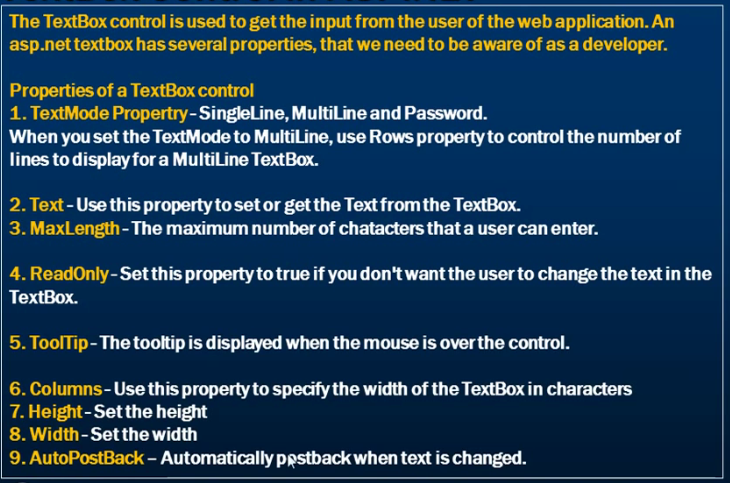 The TextBox control is used to get the input from the user of the web application. An
asp.net textbox has several properties, that we need to be aware of as a developer.
Properties of a TextBox control
1. TextMode Propertry - SingleLine, MultiLine and Password.
When you set the TextMode to MultiLine, use Rows property to control the number of
lines to display for a MultiLine TextBox.
2. Text - Use this property to set or get the Text from the TextBox.
3. MaxLength - The maximum number of chatacters that a user can enter.
4. ReadOnly - Set this property to true if you don't want the user to change the text in the
TextBox.
5. ToolTip - The tooltip is displayed when the mouse is over the control.
6. Columns - Use this property to specify the width of the TextBox in characters
7. Height - Set the height
8. Width - Set the width
9. AutoPostBack – Automatically postback when text is changed.